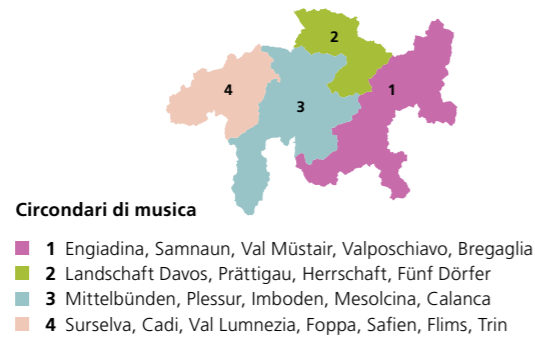 2
4
1
3
Circondari di musica
1 Engiadina, Samnaun, Val Müstair, Valposchiavo, Bregaglia
2 Landschaft Davos, Prättigau, Herrschaft, Fünf Dörfer
3 Mittelbünden, Plessur, Imboden, Mesolcina, Calanca
4 Surselva, Cadi, Val Lumnezia, Foppa, Safien, Flims, Trin